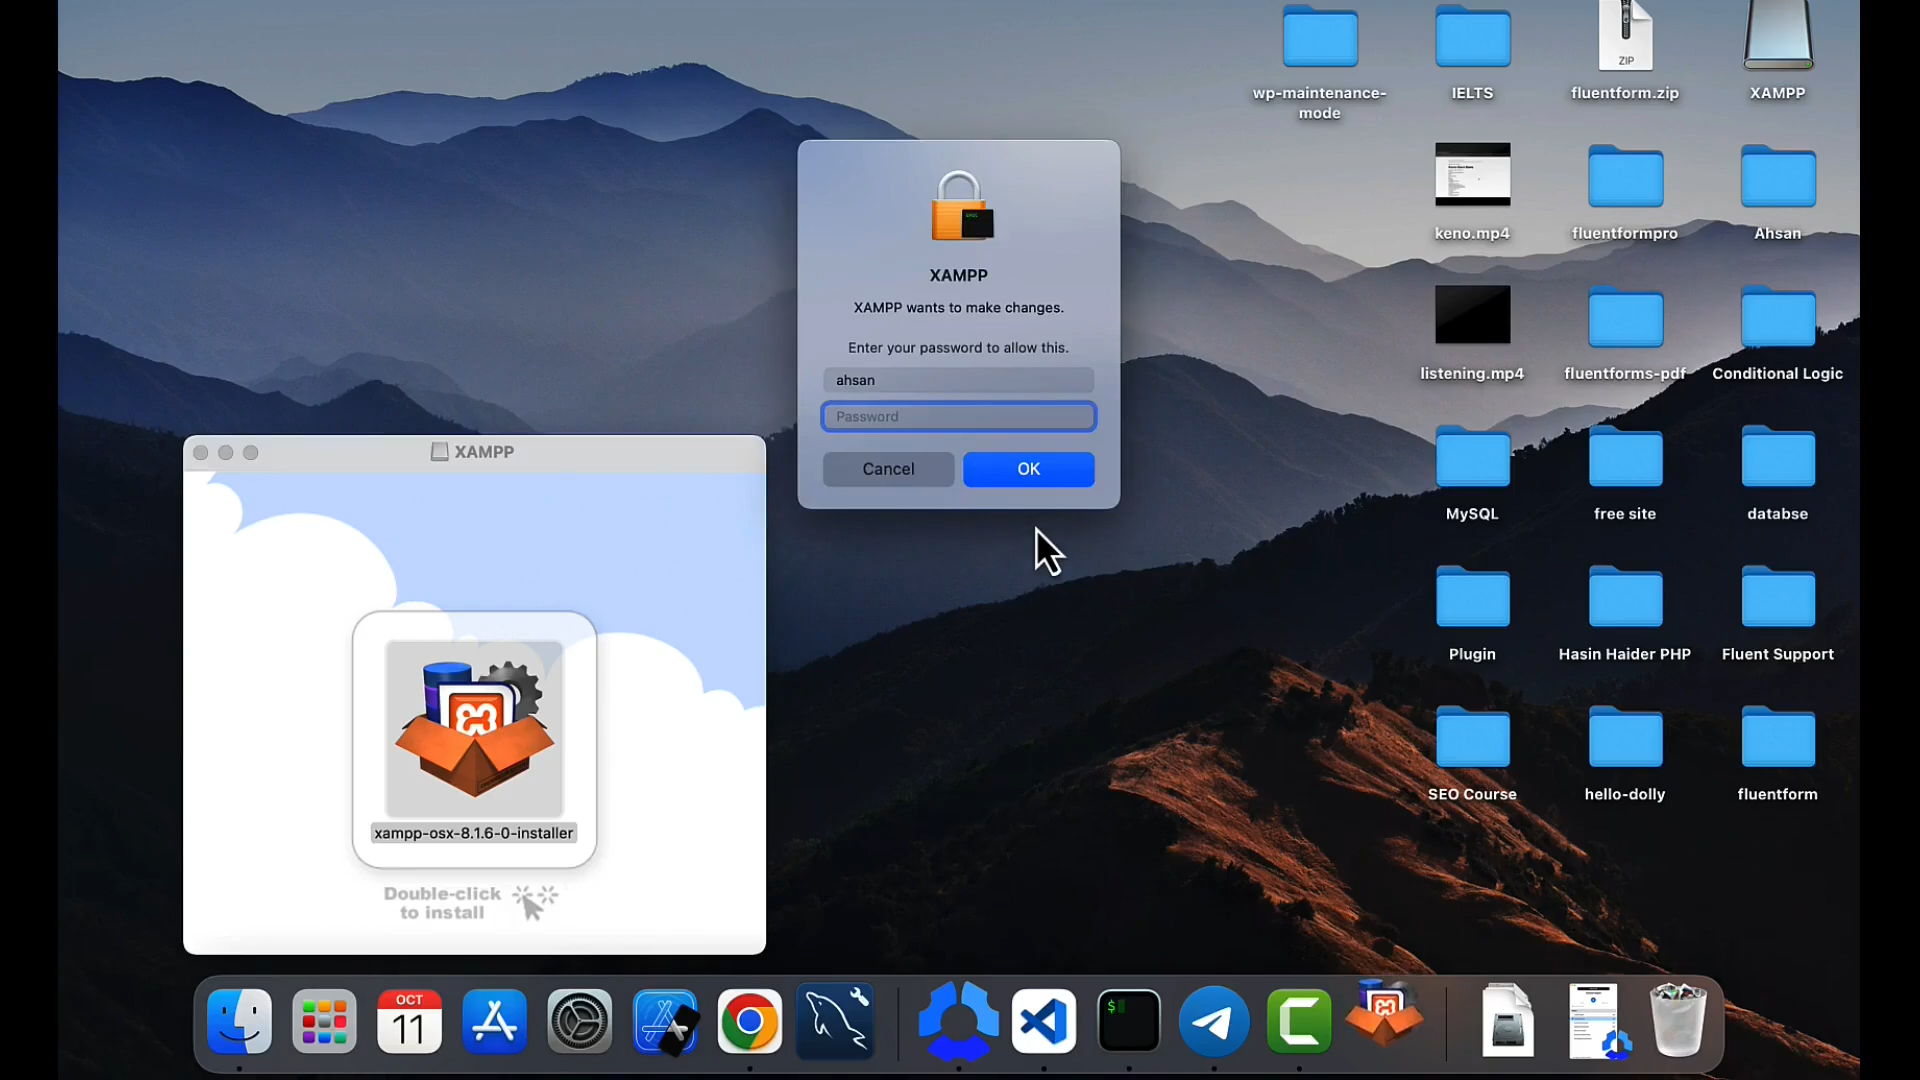 wp-maintenance-
mode
IELTS
ZIP
fluentform.zip
XAMPP
keno.mp4
fluentformpro
Ahsan
listening.mp4
fluentforms-pdf
Conditional Logic
MySQL
free site
databse
Plugin
Hasin Haider PHP
Fluent Support
SEO Course
hello-dolly
fluentform
XAMPP
XAMPP wants to make changes.
Enter your password to allow this.
ahsan
Password
Cancel
OK
XAMPP
xampp-osx-8.1.6-0-installer
Double-click
to install
OCT
11
$